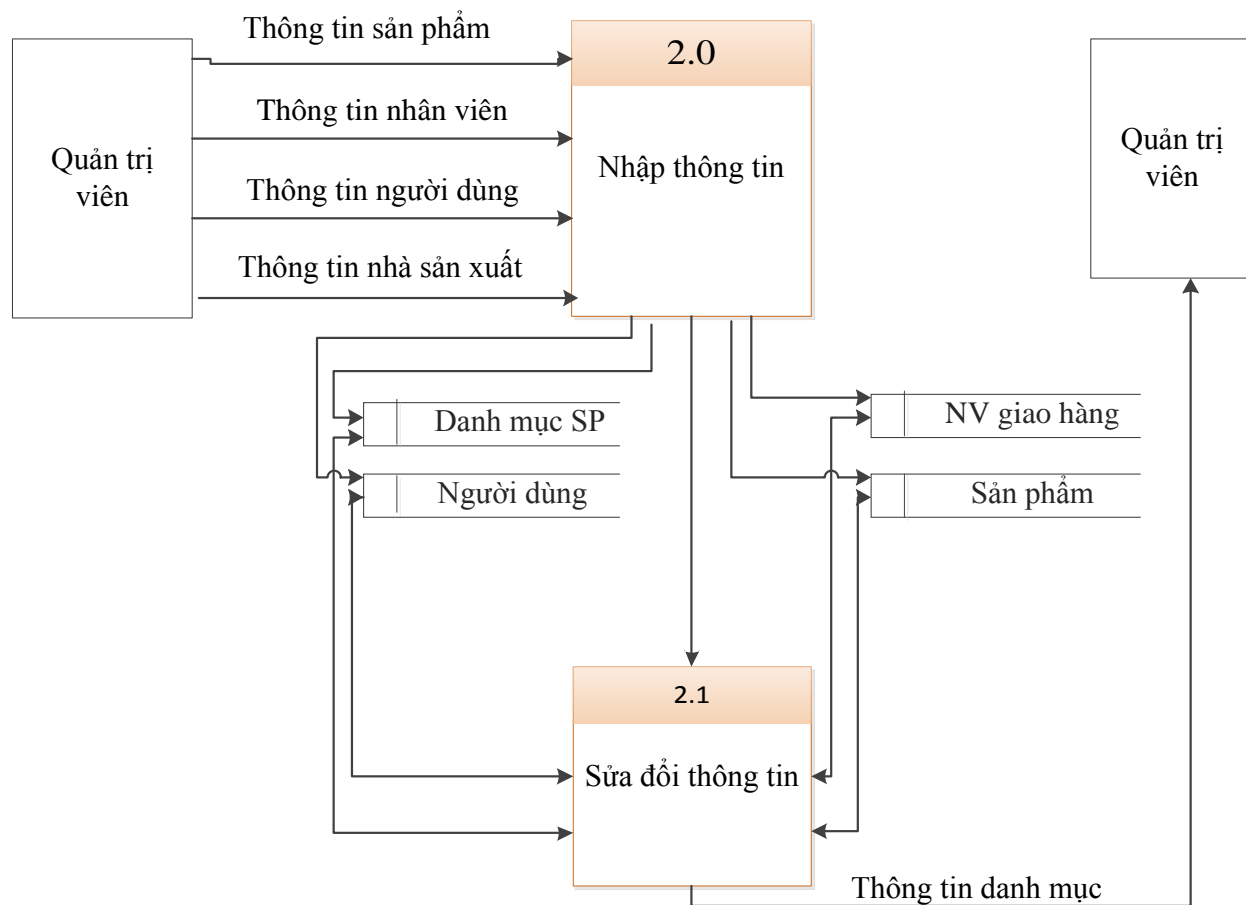 Thông tin sản phẩm
2.0
Thông tin nhân viên
Quản trị
viên
Nhập thông tin
Quản trị
viên
Thông tin người dùng
Thông tin nhà sản xuất
Danh mục SP
NV giao hàng
Người dùng
Sản phẩm
2.1
Sửa đổi thông tin
Thông tin danh mục